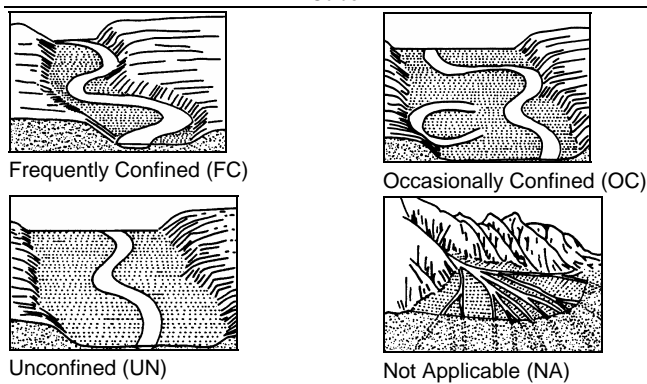 Frequently Confined (FC)
Occasionally Confined (OC)
Unconfined (UN)
Not Applicable (NA)